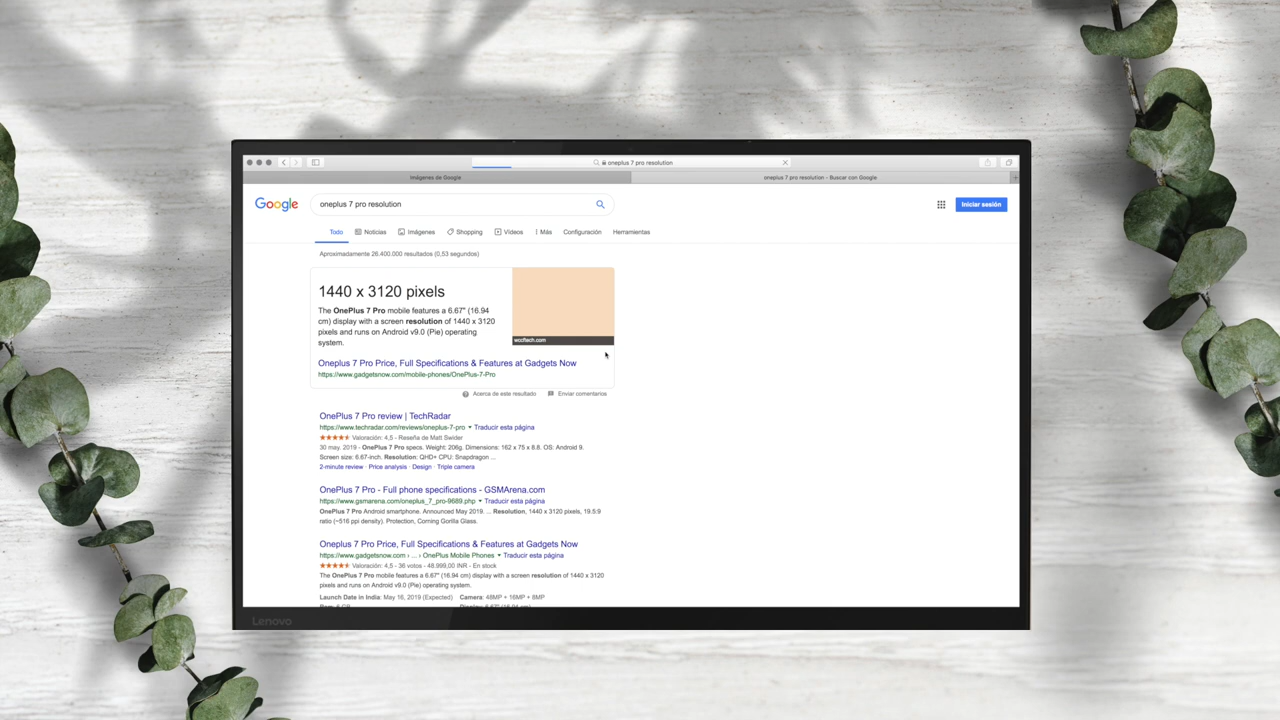 oneplus 7 pro resolution
Imágenes de Google
oneplus 7 pro resolution - Buscar con Google
Google
oneplus 7 pro resolution
Iniciar sesión
Todo Noticias Imágenes Shopping Vídeos Más Configuración Herramientas
Aproximadamente 26.400.000 resultados (0,53 segundos)
1440 x 3120 pixels
The OnePlus 7 Pro mobile features a 6.67" (16.94
cm) display with a screen resolution of 1440 x 3120
pixels and runs on Android v9.0 (Pie) operating
system.
wccftech.com
Oneplus 7 Pro Price, Full Specifications & Features at Gadgets Now
https://www.gadgetsnow.com/mobile-phones/OnePlus-7-Pro
Acerca de este resultado Enviar comentarios
OnePlus 7 Pro review | TechRadar
https://www.techradar.com/reviews/oneplus-7-pro Traducir esta página
Valoración: 4,5 - Reseña de Matt Swider
30 may. 2019 - OnePlus 7 Pro specs. Weight: 206g. Dimensions: 162 x 75 x 8.8. OS: Android 9.
Screen size: 6.67-inch. Resolution: QHD+ CPU: Snapdragon ...
2-minute review · Price analysis · Design · Triple camera
OnePlus 7 Pro - Full phone specifications - GSMArena.com
https://www.gsmarena.com/oneplus_7_pro-9689.php Traducir esta página
OnePlus 7 Pro Android smartphone. Announced May 2019. ... Resolution, 1440 x 3120 pixels, 19.5:9
ratio (~516 ppi density). Protection, Corning Gorilla Glass.
Oneplus 7 Pro Price, Full Specifications & Features at Gadgets Now
https://www.gadgetsnow.com › ... › OnePlus Mobile Phones Traducir esta página
Valoración: 4,5 - 36 votos - 48.999,00 INR - En stock
The OnePlus 7 Pro mobile features a 6.67" (16.94 cm) display with a screen resolution of 1440 x 3120
pixels and runs on Android v9.0 (Pie) operating system.
Launch Date in India: May 16, 2019 (Expected) Camera: 48MP + 16MP + 8MP
Lenovo